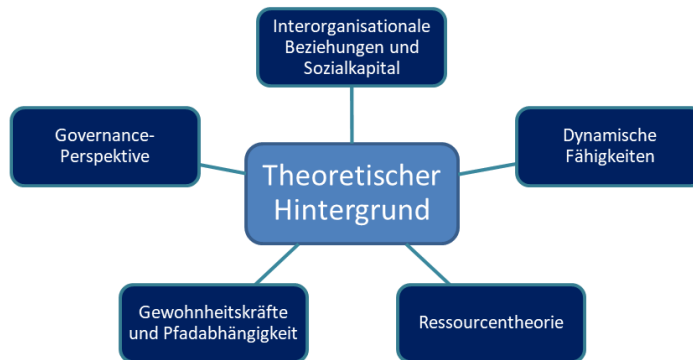 Interorganisationale
Beziehungen und
Sozialkapital
Governance-
Perspektive
Dynamische
Fähigkeiten
Theoretischer
Hintergrund
Gewohnheitskräfte
und Pfadabhängigkeit
Ressourcentheorie